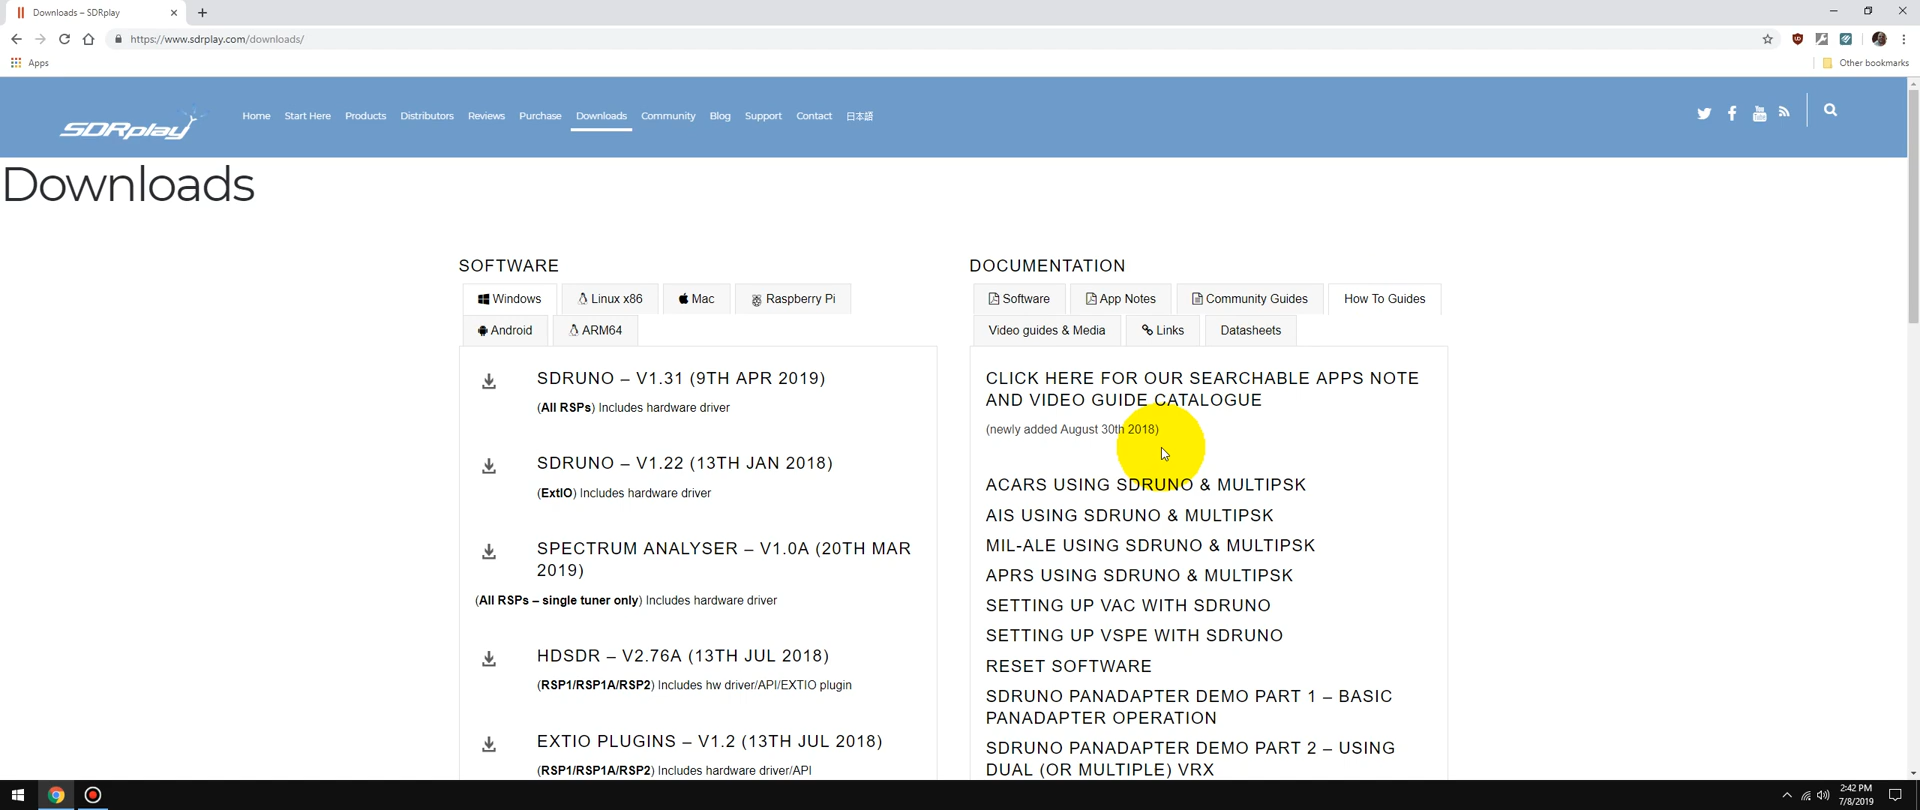 Downloads – SDRplay
https://www.sdrplay.com/downloads/
Apps
Other bookmarks
SDRplay
Home Start Here Products Distributors Reviews Purchase Downloads Community Blog Support Contact 日本語
Downloads
SOFTWARE
Windows Linux x86 Mac Raspberry Pi
Android ARM64
SDRUNO – V1.31 (9TH APR 2019)
(All RSPs) Includes hardware driver
SDRUNO – V1.22 (13TH JAN 2018)
(ExtIO) Includes hardware driver
SPECTRUM ANALYSER – V1.0A (20TH MAR
2019)
(All RSPs – single tuner only) Includes hardware driver
HDSDR – V2.76A (13TH JUL 2018)
(RSP1/RSP1A/RSP2) Includes hw driver/API/EXTIO plugin
EXTIO PLUGINS – V1.2 (13TH JUL 2018)
(RSP1/RSP1A/RSP2) Includes hardware driver/API
DOCUMENTATION
Software App Notes Community Guides How To Guides
Video guides & Media Links Datasheets
CLICK HERE FOR OUR SEARCHABLE APPS NOTE
AND VIDEO GUIDE CATALOGUE
(newly added August 30th 2018)
ACARS USING SDRUNO & MULTIPSK
AIS USING SDRUNO & MULTIPSK
MIL-ALE USING SDRUNO & MULTIPSK
APRS USING SDRUNO & MULTIPSK
SETTING UP VAC WITH SDRUNO
SETTING UP VSPE WITH SDRUNO
RESET SOFTWARE
SDRUNO PANADAPTER DEMO PART 1 – BASIC
PANADAPTER OPERATION
SDRUNO PANADAPTER DEMO PART 2 – USING
DUAL (OR MULTIPLE) VRX
2:42 PM
7/8/2019